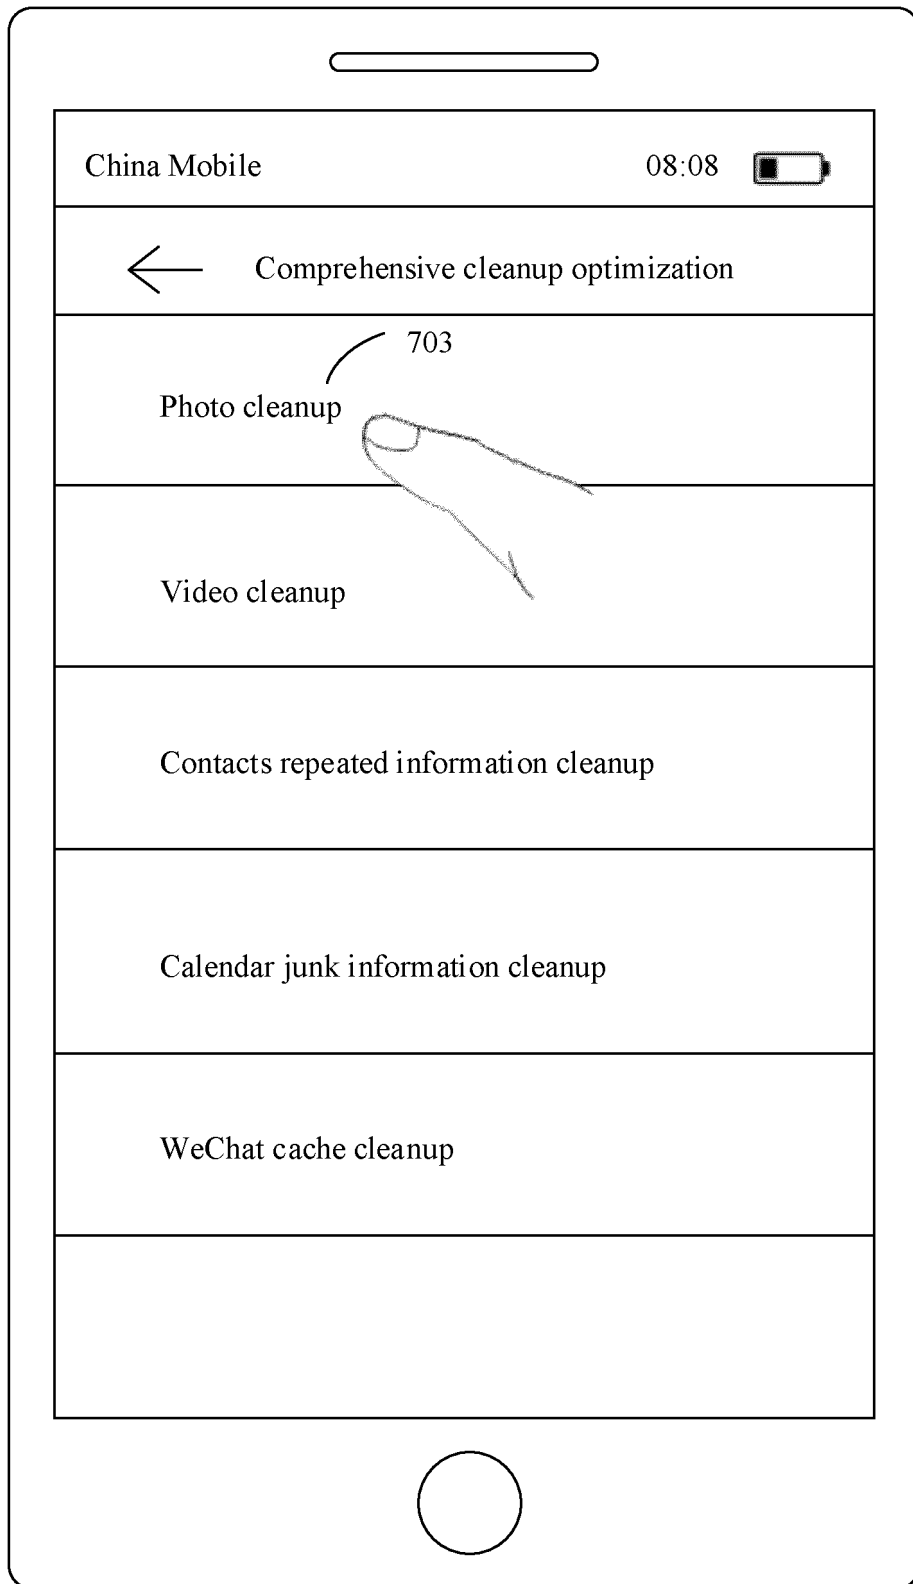 China Mobile 08:08
Comprehensive cleanup optimization
703
Photo cleanup
Video cleanup
Contacts repeated information cleanup
Calendar junk information cleanup
WeChat cache cleanup